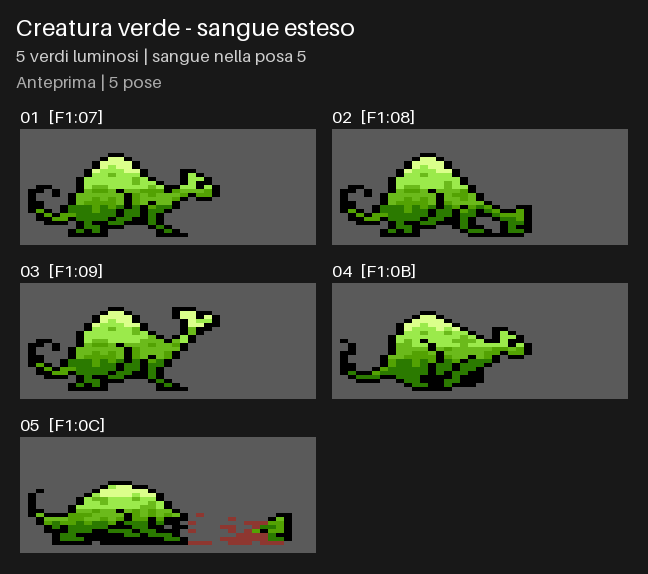 Creatura verde - sangue esteso
5 verdi luminosi | sangue nella posa 5
Anteprima | 5 pose
01 [F1:07]
02 [F1:08]
03 [F1:09]
04 [F1:0B]
05 [F1:0C]